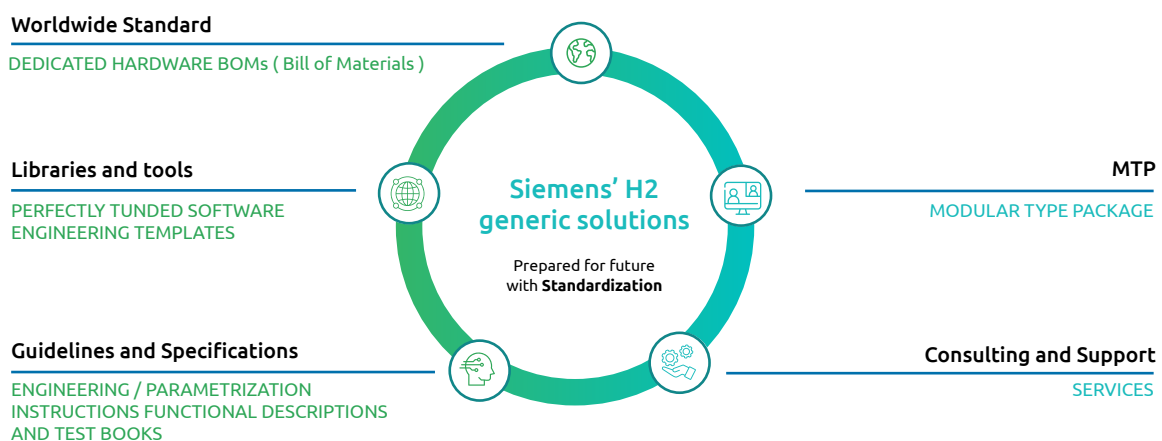 Worldwide Standard
DEDICATED HARDWARE BOMs ( Bill of Materials )
Libraries and tools
PERFECTLY TUNDED SOFTWARE
ENGINEERING TEMPLATES
Guidelines and Specifications
ENGINEERING / PARAMETRIZATION
INSTRUCTIONS FUNCTIONAL DESCRIPTIONS
AND TEST BOOKS
Siemens’ H2
generic solutions
Prepared for future
with Standardization
MTP
MODULAR TYPE PACKAGE
Consulting and Support
SERVICES